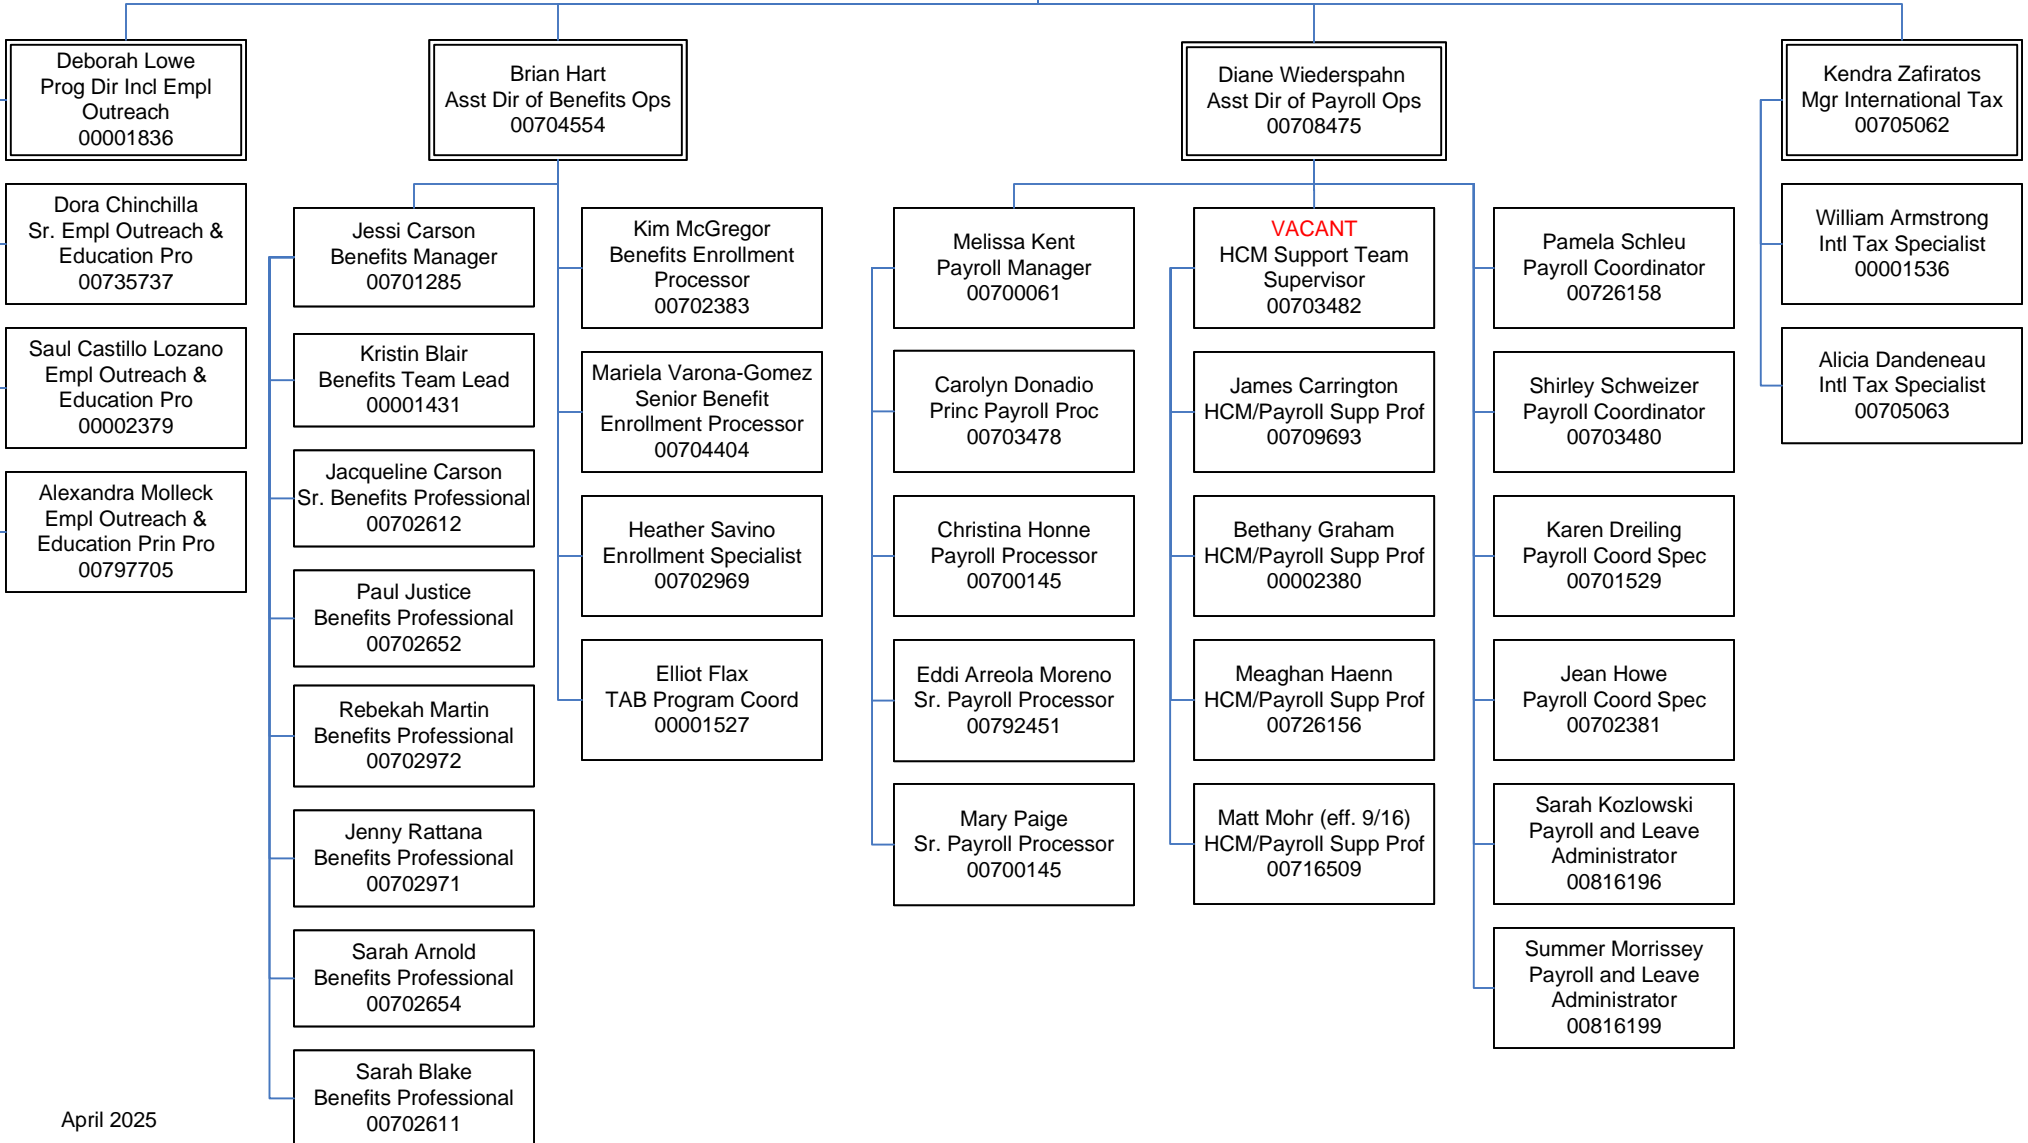 Deborah Lowe
Prog Dir Incl Empl
Outreach
00001836
Dora Chinchilla
Sr. Empl Outreach &
Education Pro
00735737
Saul Castillo Lozano
Empl Outreach &
Education Pro
00002379
Alexandra Molleck
Empl Outreach &
Education Prin Pro
00797705
Brian Hart
Asst Dir of Benefits Ops
00704554
Jessi Carson
Benefits Manager
00701285
Kristin Blair
Benefits Team Lead
00001431
Jacqueline Carson
Sr. Benefits Professional
00702612
Paul Justice
Benefits Professional
00702652
Rebekah Martin
Benefits Professional
00702972
Jenny Rattana
Benefits Professional
00702971
Sarah Arnold
Benefits Professional
00702654
Sarah Blake
Benefits Professional
00702611
Kim McGregor
Benefits Enrollment
Processor
00702383
Mariela Varona-Gomez
Senior Benefit
Enrollment Processor
00704404
Heather Savino
Enrollment Specialist
00702969
Elliot Flax
TAB Program Coord
00001527
Diane Wiederspahn
Asst Dir of Payroll Ops
00708475
Melissa Kent
Payroll Manager
00700061
Carolyn Donadio
Princ Payroll Proc
00703478
Christina Honne
Payroll Processor
00700145
Eddi Arreola Moreno
Sr. Payroll Processor
00792451
Mary Paige
Sr. Payroll Processor
00700145
VACANT
HCM Support Team
Supervisor
00703482
James Carrington
HCM/Payroll Supp Prof
00709693
Bethany Graham
HCM/Payroll Supp Prof
00002380
Meaghan Haenn
HCM/Payroll Supp Prof
00726156
Matt Mohr (eff. 9/16)
HCM/Payroll Supp Prof
00716509
Pamela Schleu
Payroll Coordinator
00726158
Shirley Schweizer
Payroll Coordinator
00703480
Karen Dreiling
Payroll Coord Spec
00701529
Jean Howe
Payroll Coord Spec
00702381
Sarah Kozlowski
Payroll and Leave
Administrator
00816196
Summer Morrissey
Payroll and Leave
Administrator
00816199
Kendra Zafiratos
Mgr International Tax
00705062
William Armstrong
Intl Tax Specialist
00001536
Alicia Dandeneau
Intl Tax Specialist
00705063
April 2025